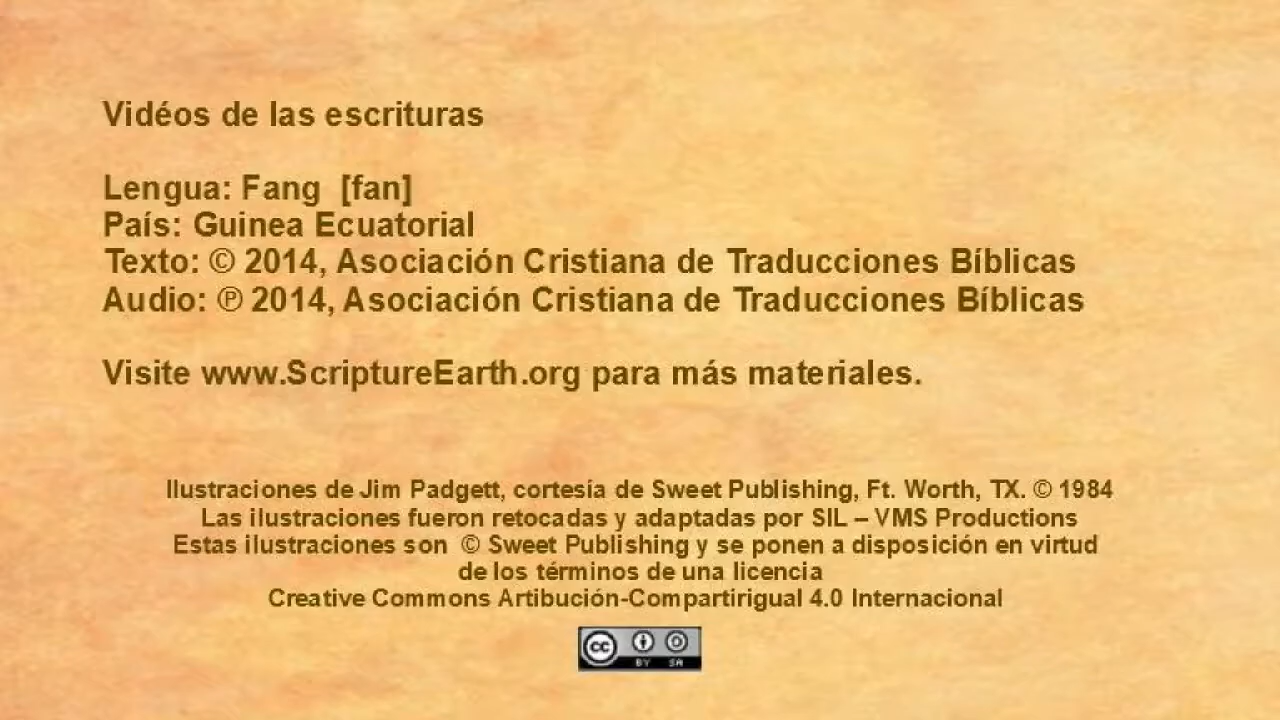 Vidéos de las escrituras
Lengua: Fang [fan]
País: Guinea Ecuatorial
Texto: © 2014, Asociación Cristiana de Traducciones Bíblicas
Audio: ℗ 2014, Asociación Cristiana de Traducciones Bíblicas
Visite www.ScriptureEarth.org para más materiales.
Ilustraciones de Jim Padgett, cortesía de Sweet Publishing, Ft. Worth, TX. © 1984
Las ilustraciones fueron retocadas y adaptadas por SIL – VMS Productions
Estas ilustraciones son © Sweet Publishing y se ponen a disposición en virtud
de los términos de una licencia
Creative Commons Artibución-Compartirigual 4.0 Internacional
cc BY SA